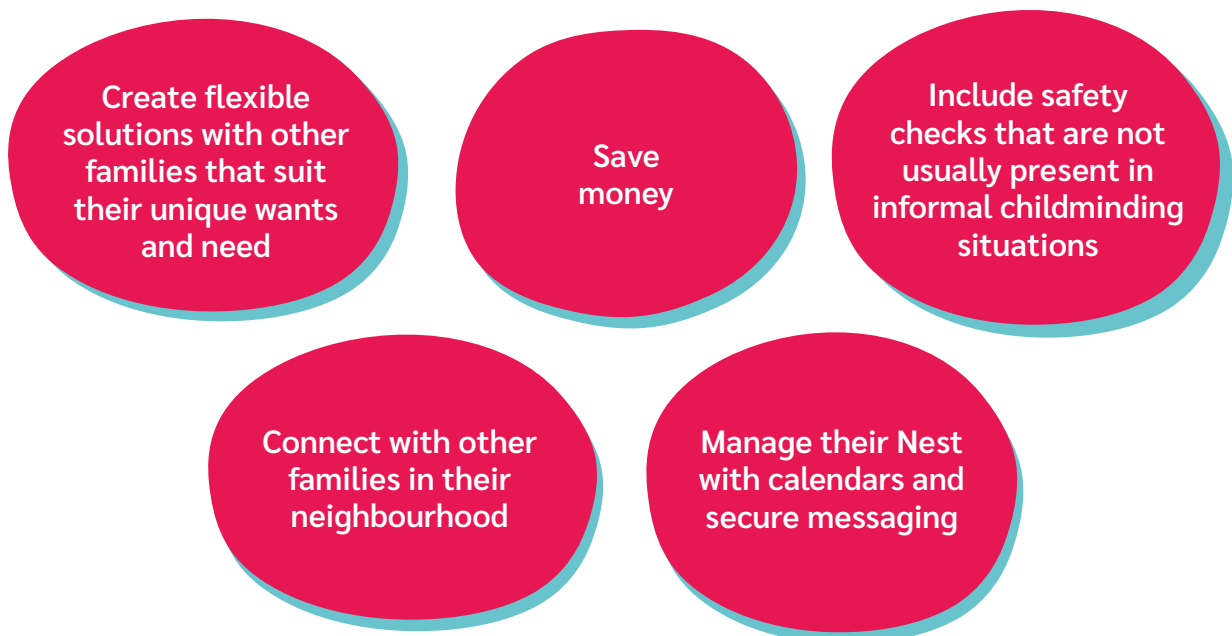 Create flexible
solutions with other
families that suit
their unique wants
and need
Save
money
Include safety
checks that are not
usually present in
informal childminding
situations
Connect with other
families in their
neighbourhood
Manage their Nest
with calendars and
secure messaging